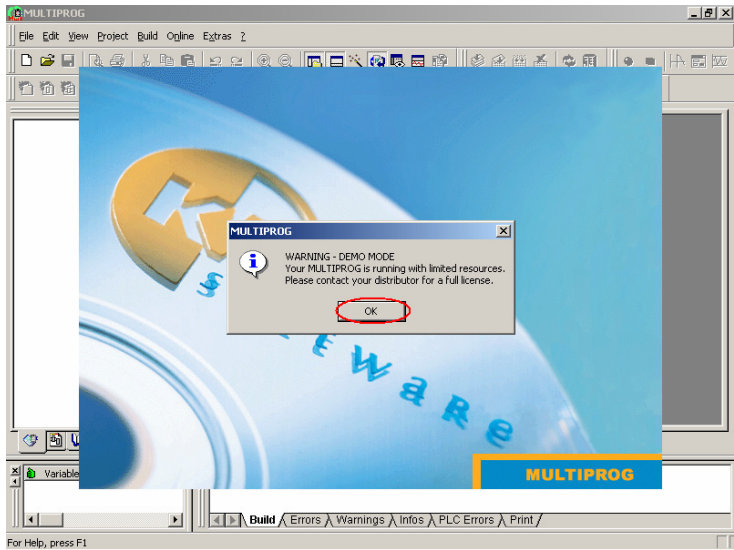 MULTIPROG
File Edit View Project Build Online Extras ?
MULTIPROG
WARNING - DEMO MODE
Your MULTIPROG is running with limited resources.
Please contact your distributor for a full license.
OK
MULTIPROG
Variable
Build Errors Warnings Infos PLC Errors Print
For Help, press F1